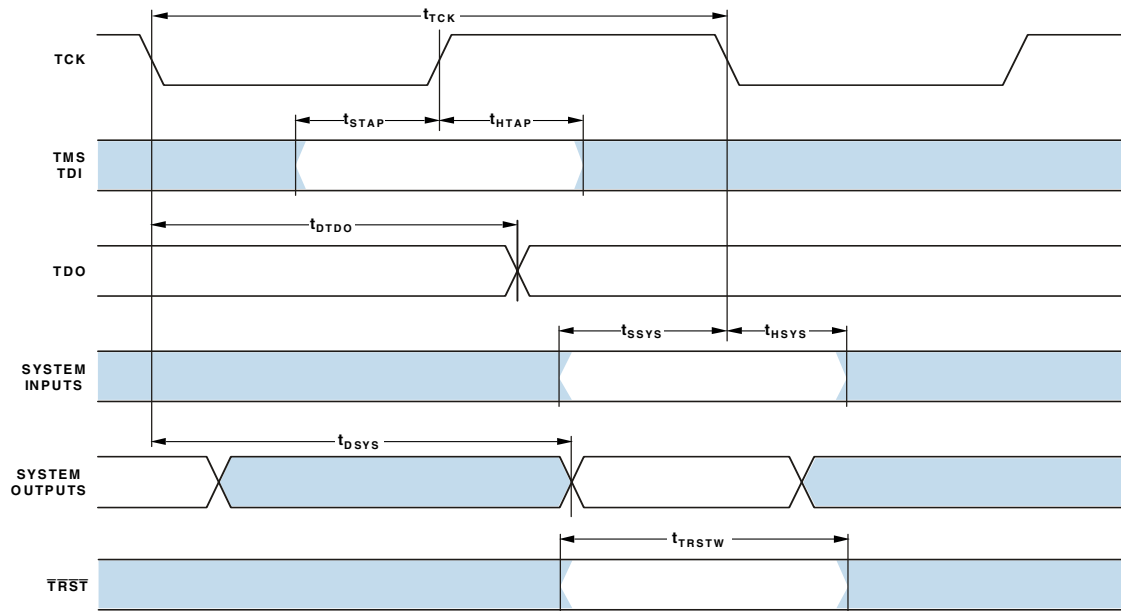 tTCK
TCK
tSTAP
tHTAP
TMS
TDI
tDTDO
TDO
tSSYS
tHSYS
SYSTEM
INPUTS
tDSYS
SYSTEM
OUTPUTS
tTRSTW
TRST